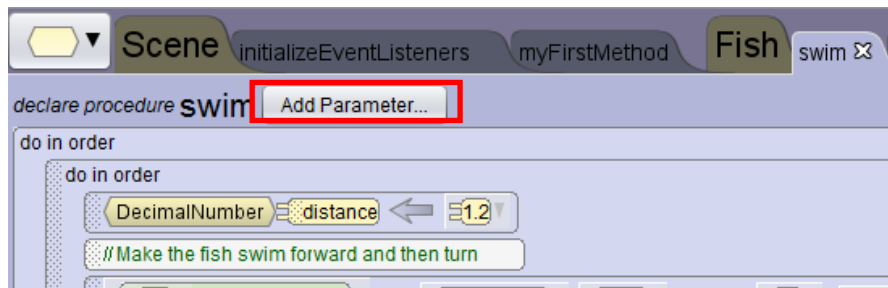 Scene initializeEventListeners myFirstMethod Fish swim
declare procedure swim Add Parameter...
do in order
do in order
DecimalNumber distance 1.2
// Make the fish swim forward and then turn